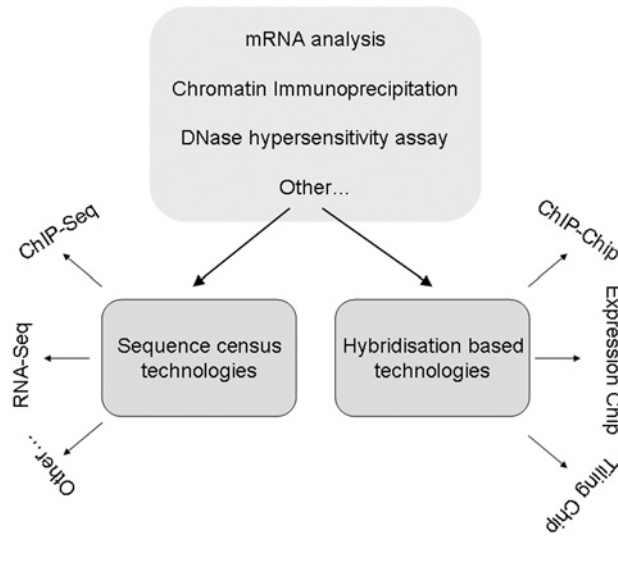 mRNA analysis
Chromatin Immunoprecipitation
DNase hypersensitivity assay
Other...
ChIP-Seq
RNA-Seq
Other...
Sequence census
technologies
Hybridisation based
technologies
ChIP-Chip
Expression Chip
Tiling Chip